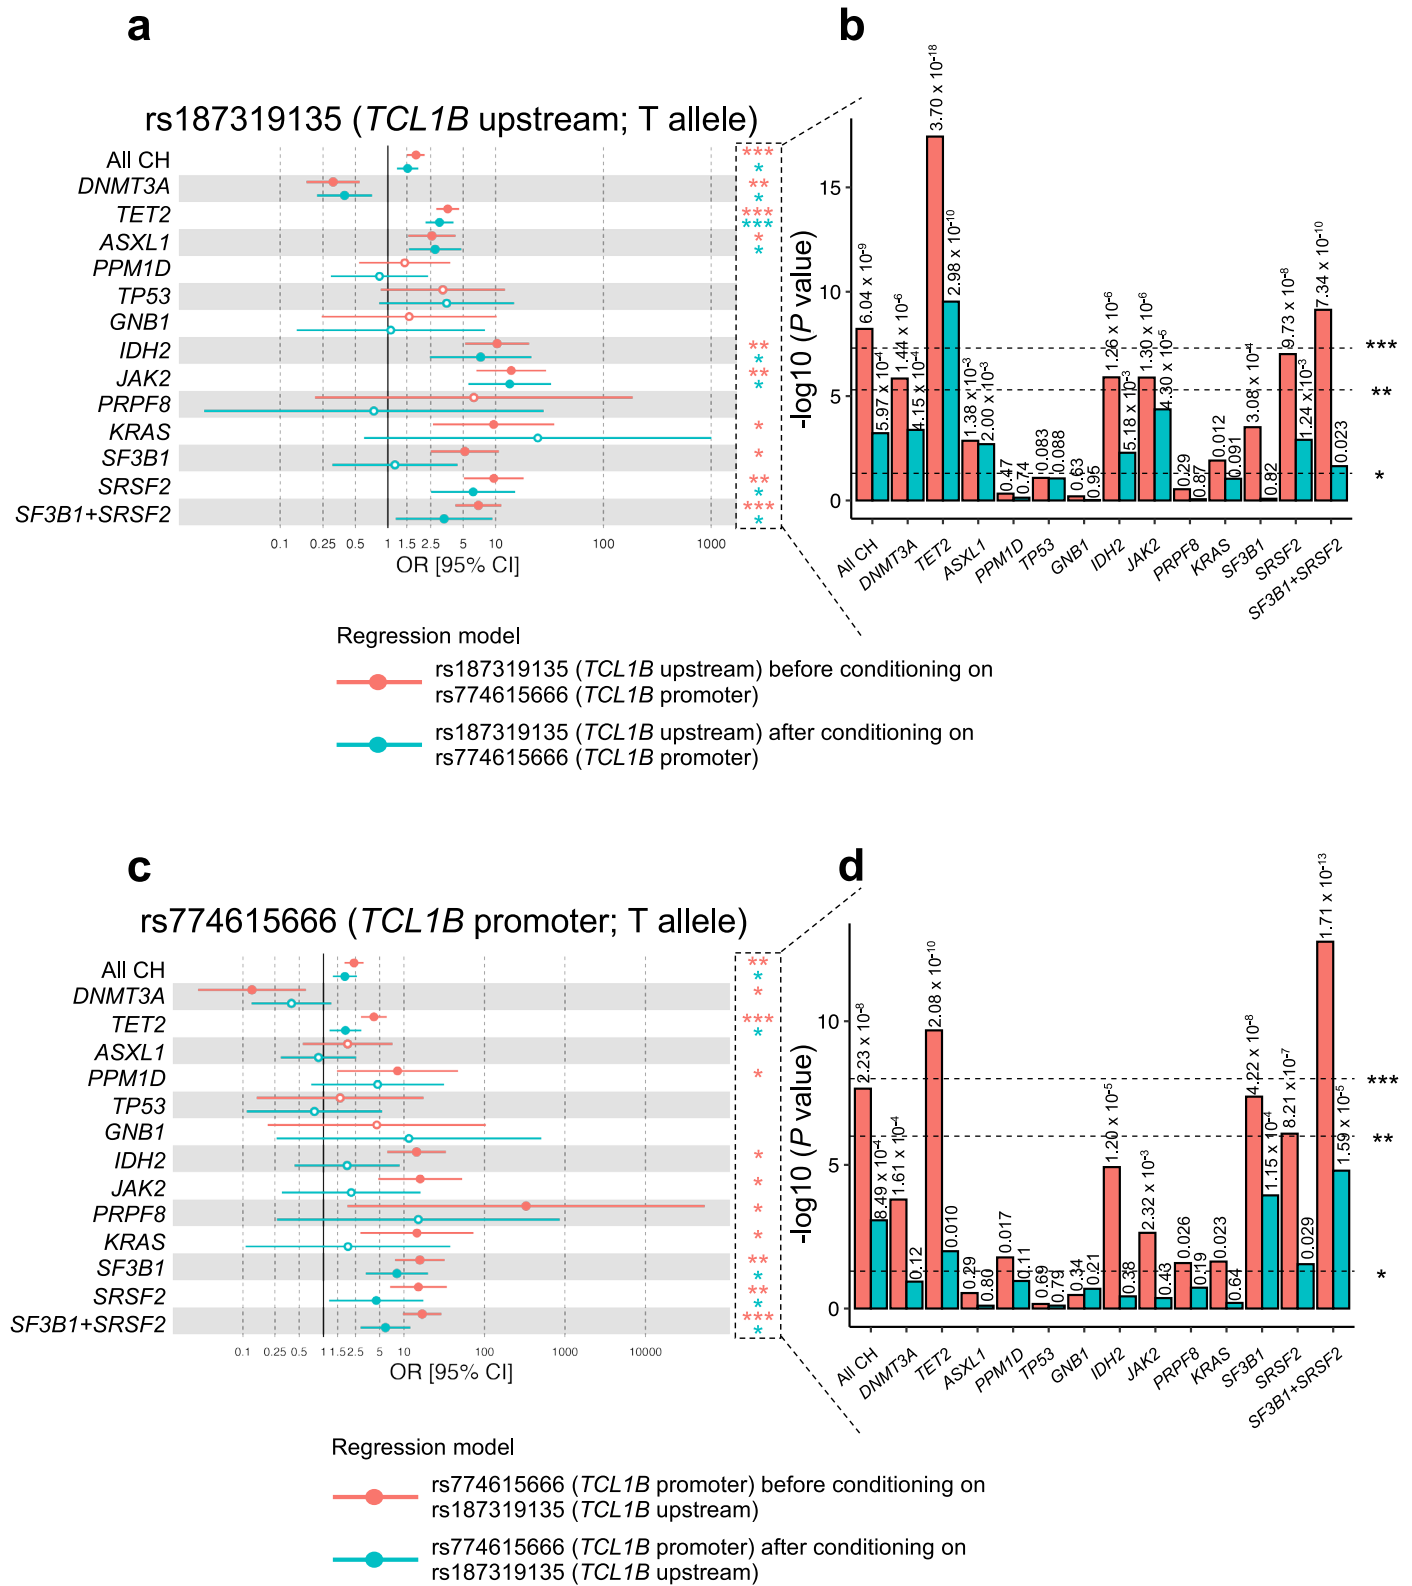 a
rs187319135 (TCL1B upstream; T allele)
All CH
***
*
DNMT3A
**
*
TET2
***
***
ASXL1
*
*
PPM1D
TP53
GNB1
IDH2
**
*
JAK2
**
*
PRPF8
KRAS
*
SF3B1
*
SRSF2
**
*
SF3B1+SRSF2
***
*
0.1 0.25 0.5 1 1.5 2.5 5 10 100 1000
OR [95% CI]
Regression model
rs187319135 (TCL1B upstream) before conditioning on
rs774615666 (TCL1B promoter)
rs187319135 (TCL1B upstream) after conditioning on
rs774615666 (TCL1B promoter)
b
-log10 (P value)
15
10
5
0
6.04 x 10-9
5.97 x 10-4
1.44 x 10-6
4.15 x 10-4
3.70 x 10-18
2.98 x 10-10
1.38 x 10-3
2.00 x 10-3
0.47
0.74
0.083
0.088
0.63
0.95
1.26 x 10-6
5.18 x 10-3
1.30 x 10-6
4.30 x 10-5
0.29
0.87
0.012
0.091
3.08 x 10-4
0.82
9.73 x 10-8
1.24 x 10-3
7.34 x 10-10
0.023
***
**
*
All CH
DNMT3A
TET2
ASXL1
PPM1D
TP53
GNB1
IDH2
JAK2
PRPF8
KRAS
SF3B1
SRSF2
SF3B1+SRSF2
c
rs774615666 (TCL1B promoter; T allele)
All CH
**
*
DNMT3A
*
TET2
***
*
ASXL1
PPM1D
*
TP53
GNB1
IDH2
*
JAK2
*
PRPF8
*
KRAS
*
SF3B1
**
*
SRSF2
**
*
SF3B1+SRSF2
***
*
0.1 0.25 0.5 1 1.5 2.5 5 10 100 1000 10000
OR [95% CI]
Regression model
rs774615666 (TCL1B promoter) before conditioning on
rs187319135 (TCL1B upstream)
rs774615666 (TCL1B promoter) after conditioning on
rs187319135 (TCL1B upstream)
d
-log10 (P value)
10
5
0
2.23 x 10-8
8.49 x 10-4
1.61 x 10-4
0.12
2.08 x 10-10
0.010
0.29
0.80
0.017
0.11
0.69
0.79
0.34
0.21
1.20 x 10-5
0.38
2.32 x 10-3
0.43
0.026
0.19
0.023
0.64
4.22 x 10-8
1.15 x 10-4
8.21 x 10-7
0.029
1.71 x 10-13
1.59 x 10-5
***
**
*
All CH
DNMT3A
TET2
ASXL1
PPM1D
TP53
GNB1
IDH2
JAK2
PRPF8
KRAS
SF3B1
SRSF2
SF3B1+SRSF2